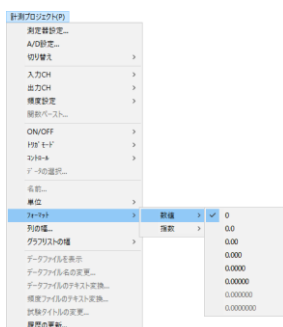 計測プロジェクト(P)
測定器設定...
A/D設定...
切り替え
入力CH
出力CH
頻度設定
関数ペースト...
ON/OFF
ﾄﾘｶﾞ ﾓｰﾄﾞ
ｺﾝﾄﾛｰﾙ
ﾃﾞｰﾀの選択...
名前...
単位
ﾌｫｰﾏｯﾄ
数値
✓ 0
列の幅...
指数
0.0
グラフリストの幅
0.00
0.000
データファイルを表示
0.0000
データファイル名の変更...
0.00000
データファイルのテキスト変換...
0.000000
頻度ファイルのテキスト変換...
0.0000000
試験タイトルの変更...
履歴の更新...